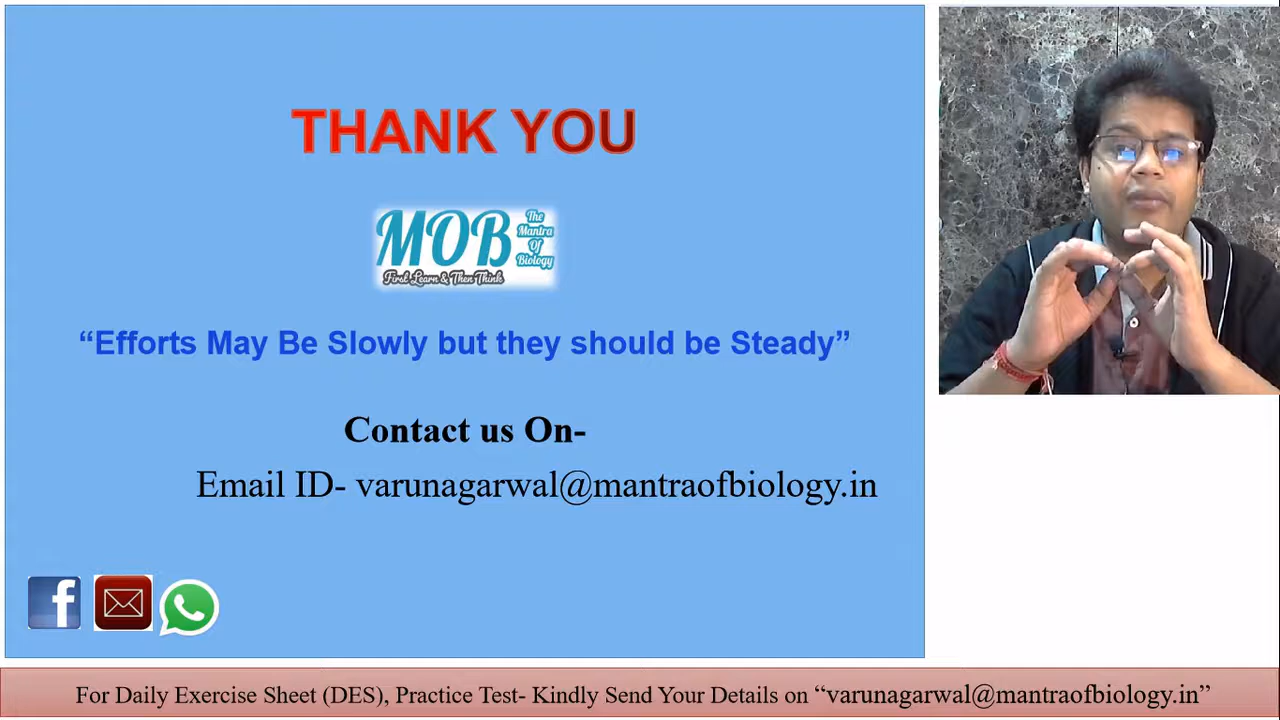 THANK YOU
MOB
The
Mantra
Of
Biology
First Learn & Then Think
“Efforts May Be Slowly but they should be Steady”
Contact us On-
Email ID- varunagarwal@mantraofbiology.in
For Daily Exercise Sheet (DES), Practice Test- Kindly Send Your Details on “varunagarwal@mantraofbiology.in”